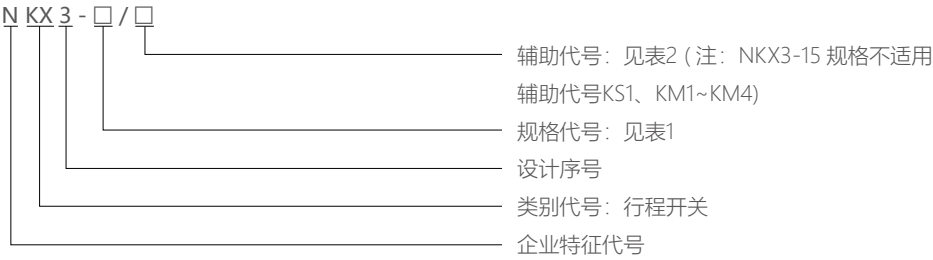 N KX 3 - □ / □
辅助代号：见表2 ( 注：NKX3-15 规格不适用
辅助代号KS1、KM1~KM4)
规格代号：见表1
设计序号
类别代号：行程开关
企业特征代号